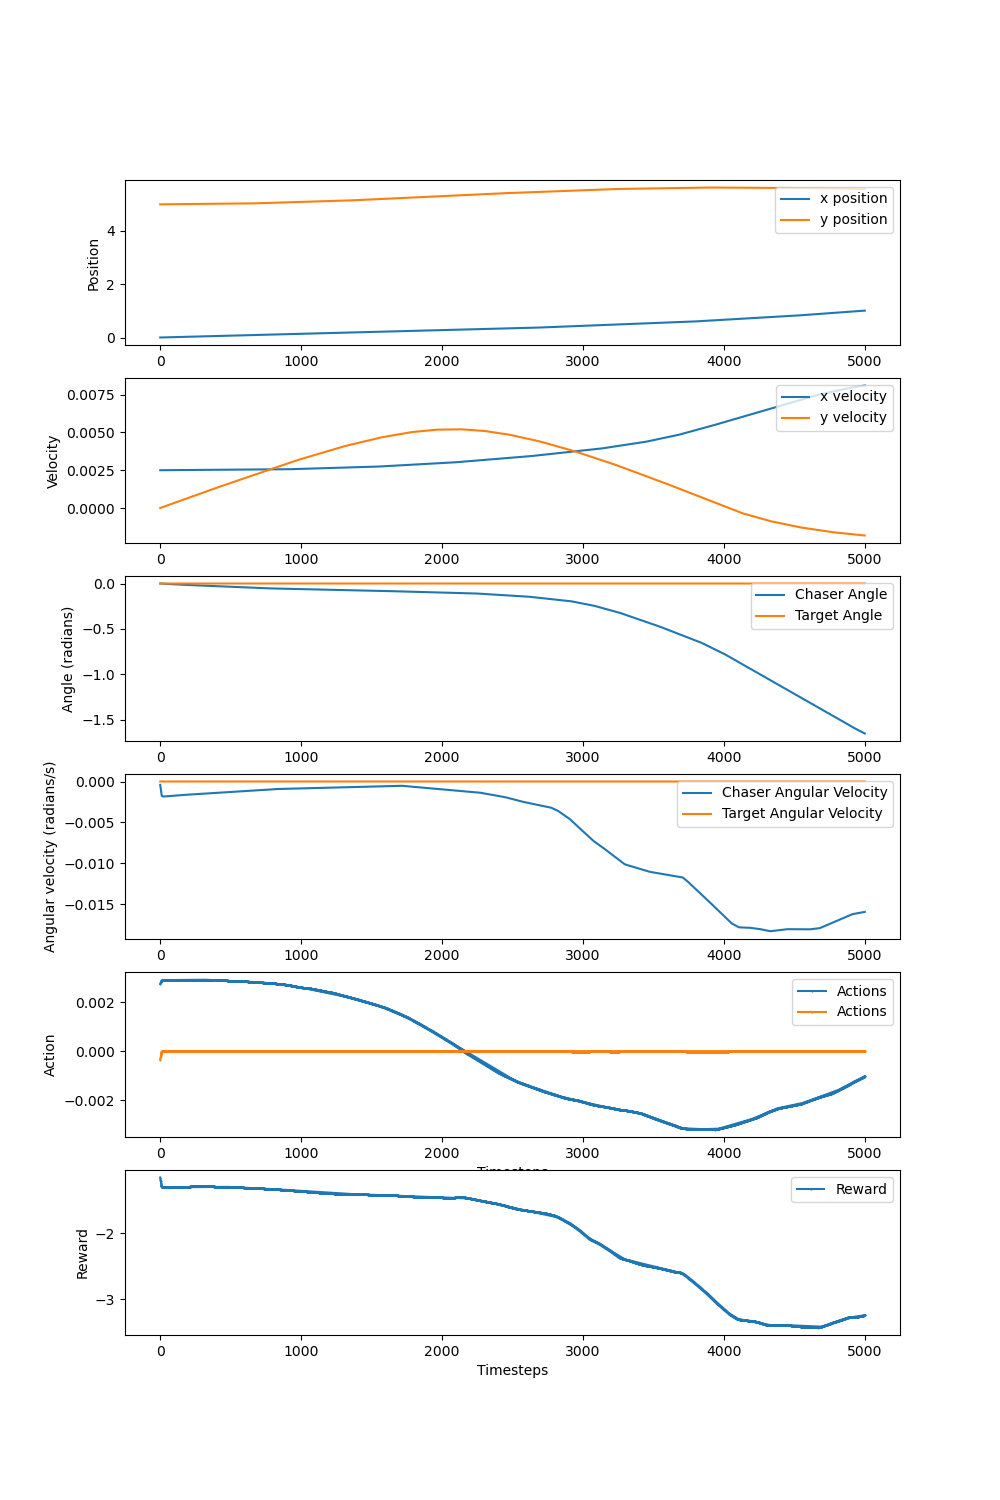 Position
4
2
0
x position
y position
0 1000 2000 3000 4000 5000
Velocity
0.0075
0.0050
0.0025
0.0000
x velocity
y velocity
0 1000 2000 3000 4000 5000
Angle (radians)
0.0
−0.5
−1.0
−1.5
Chaser Angle
Target Angle
0 1000 2000 3000 4000 5000
Angular velocity (radians/s)
0.000
−0.005
−0.010
−0.015
Chaser Angular Velocity
Target Angular Velocity
0 1000 2000 3000 4000 5000
Action
0.002
0.000
−0.002
Actions
Actions
0 1000 2000 3000 4000 5000
Timesteps
Reward
−2
−3
Reward
0 1000 2000 3000 4000 5000
Timesteps